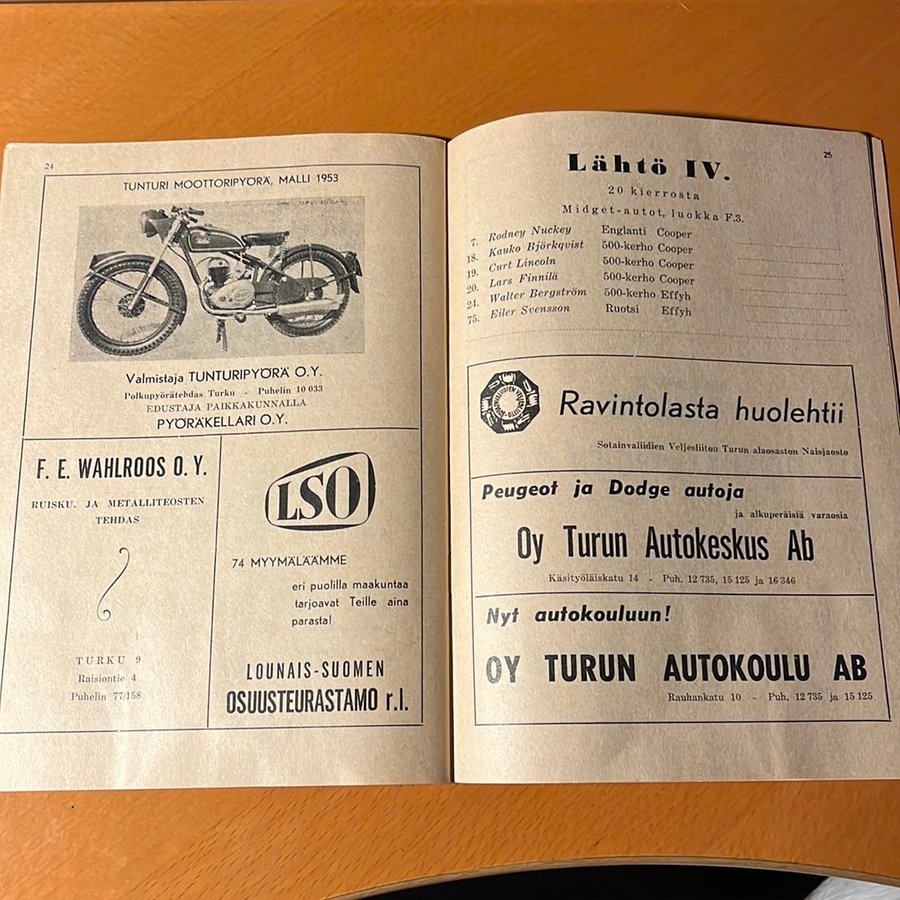 24
TUNTURI MOOTTORIPYÖRÄ, MALLI 1953
Valmistaja TUNTURIPYÖRÄ O.Y.
Polkupyörätehdas Turku - Puhelin 10 033
EDUSTAJA PAIKKAKUNNALLA
PYÖRÄKELLARI O.Y.
F. E. WAHLROOS O. Y.
RUISKU. JA METALLITEOSTEN
TEHDAS
TURKU 9
Raisiontie 4
Puhelin 77/158
LSO
74 MYYMÄLÄÄMME
eri puolilla maakuntaa
tarjoavat Teille aina
parasta!
LOUNAIS-SUOMEN
OSUUSTEURASTAMO r.l.
25
Lähtö IV.
20 kierrosta
Midget-autot, luokka F.3.
7. Rodney Nuckey Englanti Cooper
18. Kauko Björkqvist 500-kerho Cooper
19. Curt Lincoln 500-kerho Cooper
20. Lars Finnilä 500-kerho Cooper
24. Walter Bergström 500-kerho Effyh
75. Eiler Svensson Ruotsi Effyh
Ravintolasta huolehtii
Sotainvaliidien Veljesliiton Turun alaosaston Naisjaosto
Peugeot ja Dodge autoja
ja alkuperäisiä varaosia
Oy Turun Autokeskus Ab
Käsityöläiskatu 14 - Puh. 12 735, 15 125 ja 16 346
Nyt autokouluun!
OY TURUN AUTOKOULU AB
Rauhankatu 10 - Puh. 12 735 ja 15 125